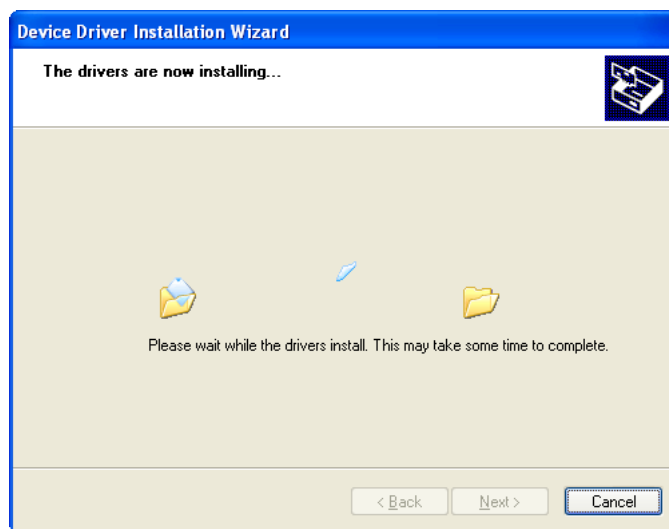 Device Driver Installation Wizard
The drivers are now installing...
Please wait while the drivers install. This may take some time to complete.
< Back
Next >
Cancel